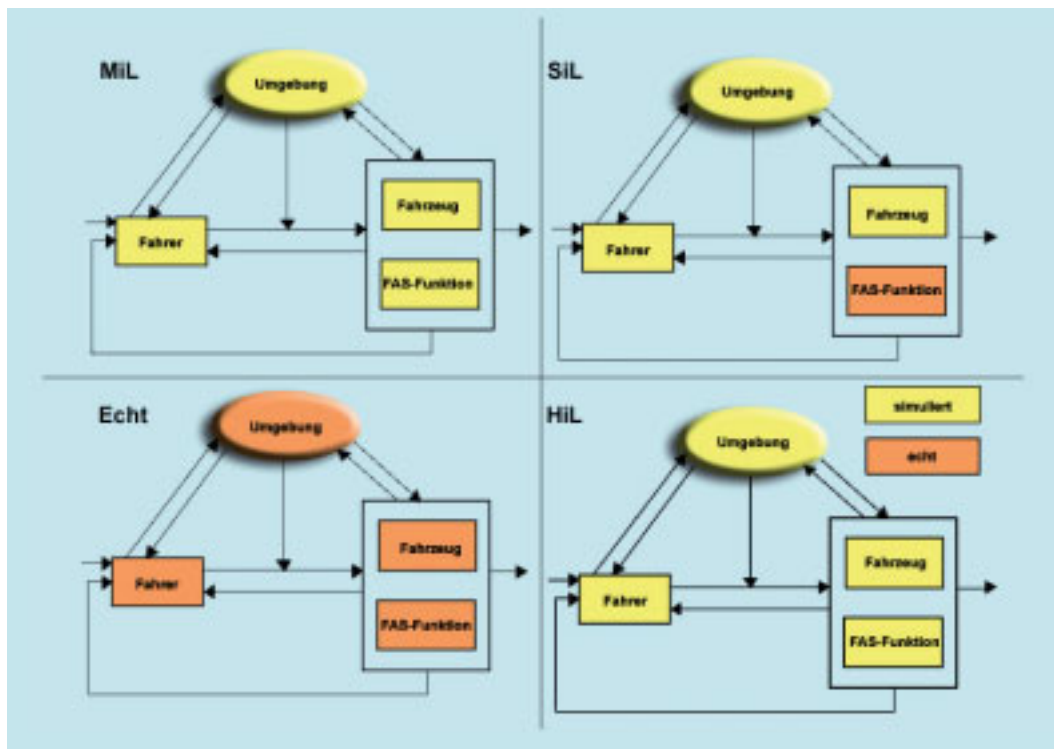 MiL
Umgebung
Fahrer
Fahrzeug
FAS-Funktion
SiL
Umgebung
Fahrer
Fahrzeug
FAS-Funktion
Echt
Umgebung
Fahrer
Fahrzeug
FAS-Funktion
HiL
simuliert
echt
Umgebung
Fahrer
Fahrzeug
FAS-Funktion